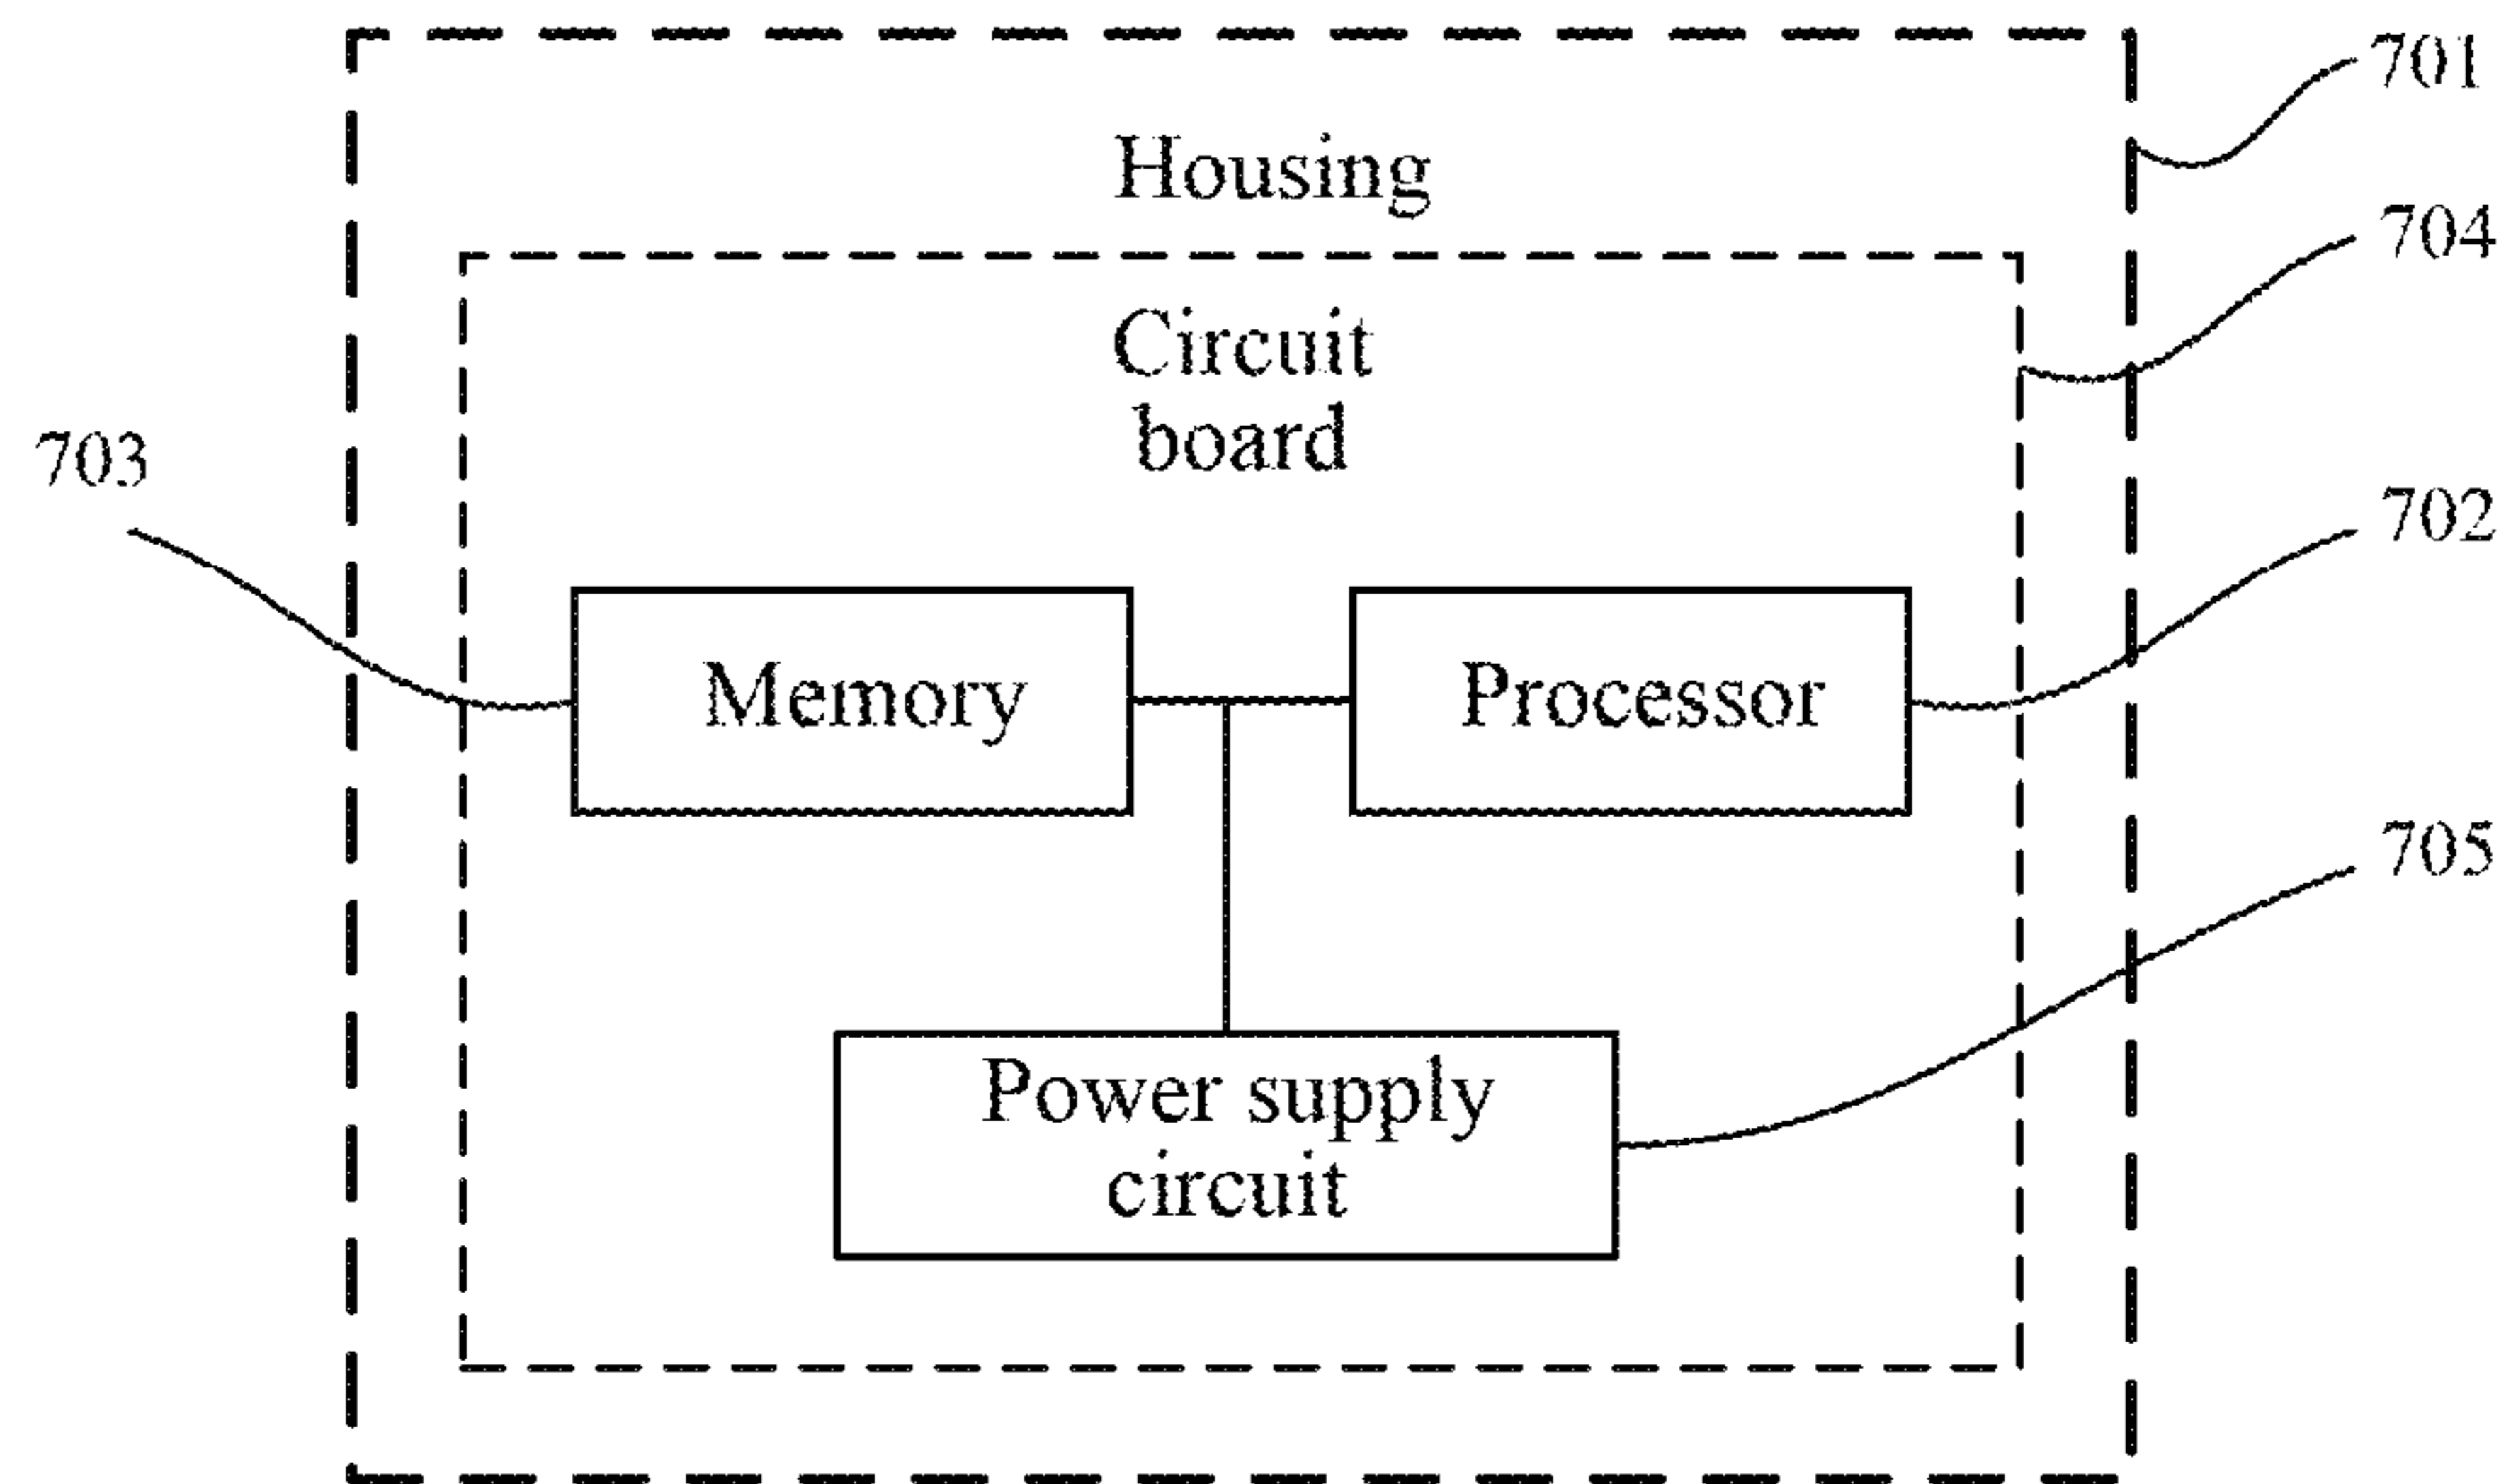 701
Housing
704
Circuit
board
703
702
Memory
Processor
705
Power supply
circuit